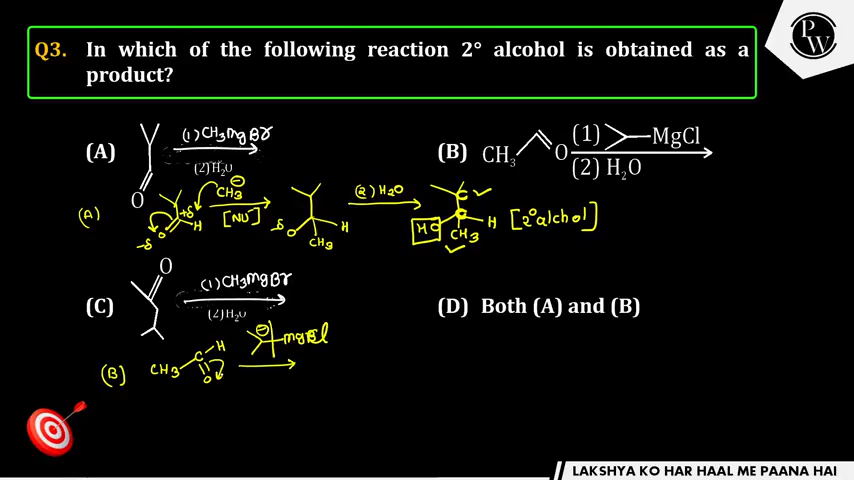 Q3. In which of the following reaction 2° alcohol is obtained as a
product?
PW
(A) (1) CH3MgBr
(2) H2O
O
(B) CH3 O (1) MgCl
(2) H2O
(A) O -δ +δ H CH3 ⊖ [NU⊖] -δ O H CH3 (2) H2O HO C C H CH3 [2° alchol]
(C) O (1) CH3MgBr
(2) H2O
(D) Both (A) and (B)
(B) CH3 C H O ⊖
LAKSHYA KO HAR HAAL ME PAANA HAI